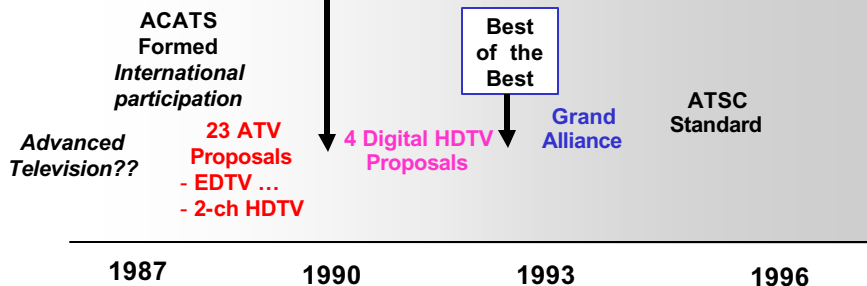 ACATS
Formed
International
participation
Advanced
Television??
23 ATV
Proposals
- EDTV ...
- 2-ch HDTV
4 Digital HDTV
Proposals
Best
of the
Best
Grand
Alliance
ATSC
Standard
1987
1990
1993
1996